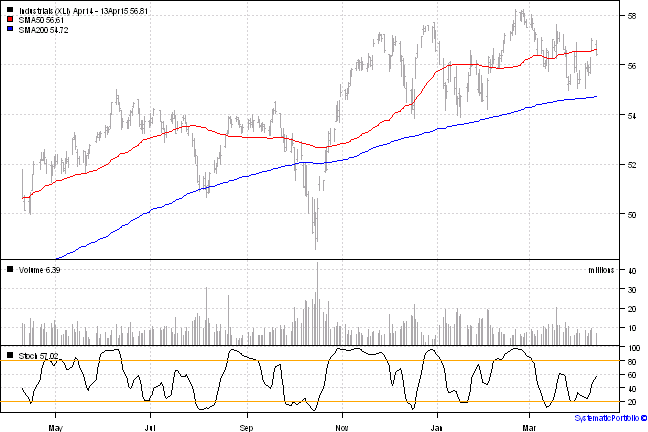 Industrials (XLI) Apr14 - 13Apr15 56.81
SMA50 56.61
SMA200 54.72
58
56
54
52
50
Volume 6.39
millions
40
30
20
10
Stoch 57.02
100
80
60
40
20
May
Jul
Sep
Nov
Jan
Mar
SystematicPortfolio ©